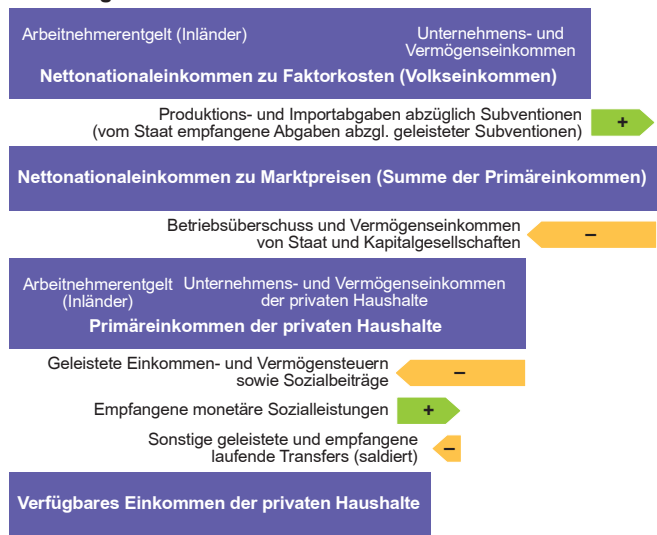 Arbeitnehmerentgelt (Inländer)
Unternehmens- und
Vermögenseinkommen
Nettonationaleinkommen zu Faktorkosten (Volkseinkommen)
Produktions- und Importabgaben abzüglich Subventionen
(vom Staat empfangene Abgaben abzgl. geleisteter Subventionen)
+
Nettonationaleinkommen zu Marktpreisen (Summe der Primäreinkommen)
Betriebsüberschuss und Vermögenseinkommen
von Staat und Kapitalgesellschaften
–
Arbeitnehmerentgelt
(Inländer)
Unternehmens- und Vermögenseinkommen
der privaten Haushalte
Primäreinkommen der privaten Haushalte
Geleistete Einkommen- und Vermögensteuern
sowie Sozialbeiträge
–
Empfangene monetäre Sozialleistungen
+
Sonstige geleistete und empfangene
laufende Transfers (saldiert)
–
Verfügbares Einkommen der privaten Haushalte